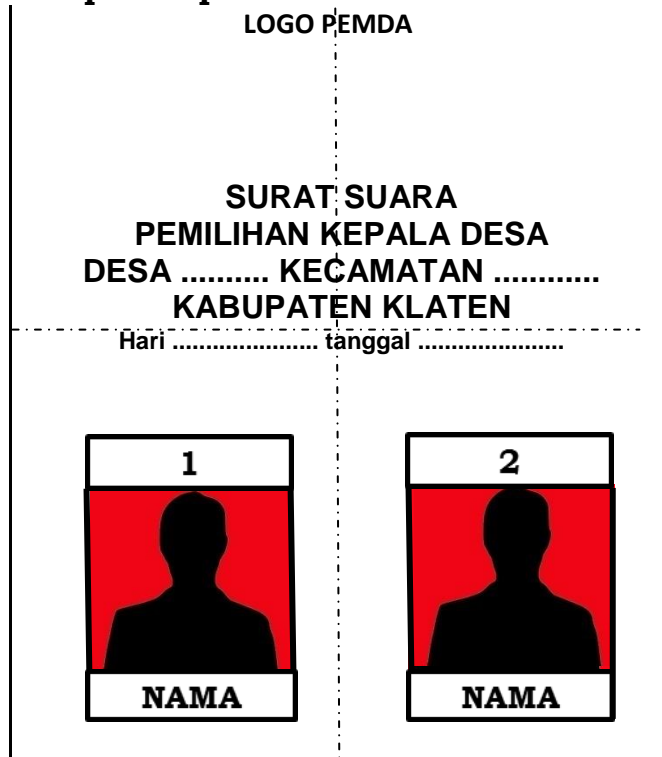 LOGO PEMDA
SURAT SUARA
PEMILIHAN KEPALA DESA
DESA .......... KECAMATAN ............
KABUPATEN KLATEN
Hari ...................... tanggal ......................
1
2
NAMA
NAMA